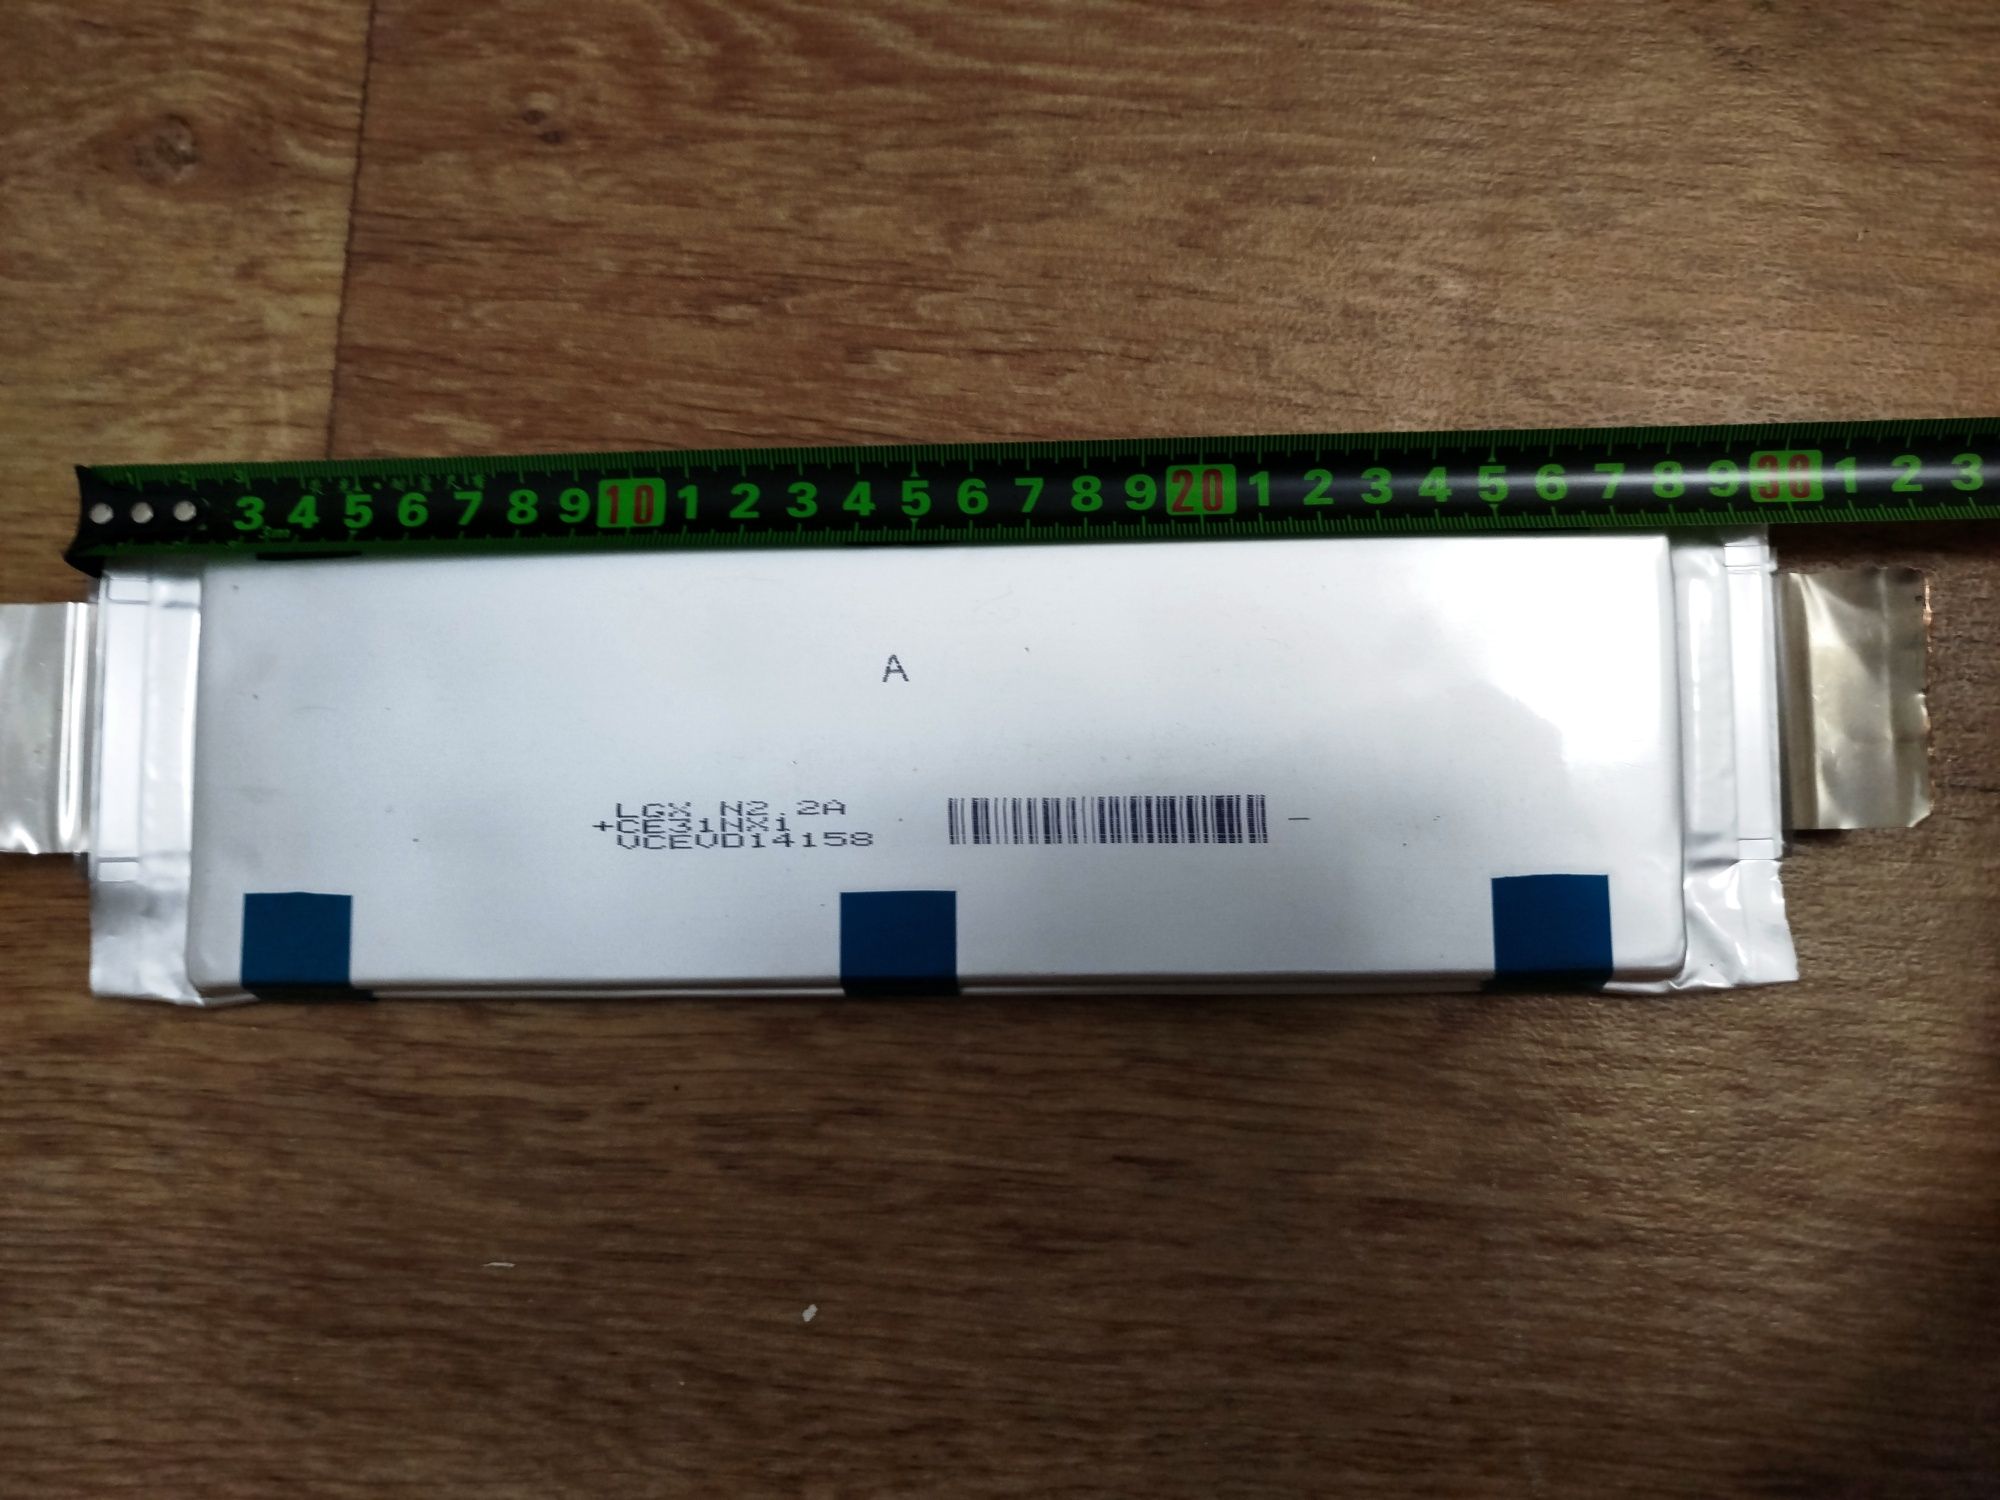 3 4 5 6 7 8 9 10 1 2 3 4 5 6 7 8 9 20 1 2 3 4 5 6 7 8 9 30 1 2 3
3m
A
LGX N2.2A
+CE31NX1 -
VCEVD14158